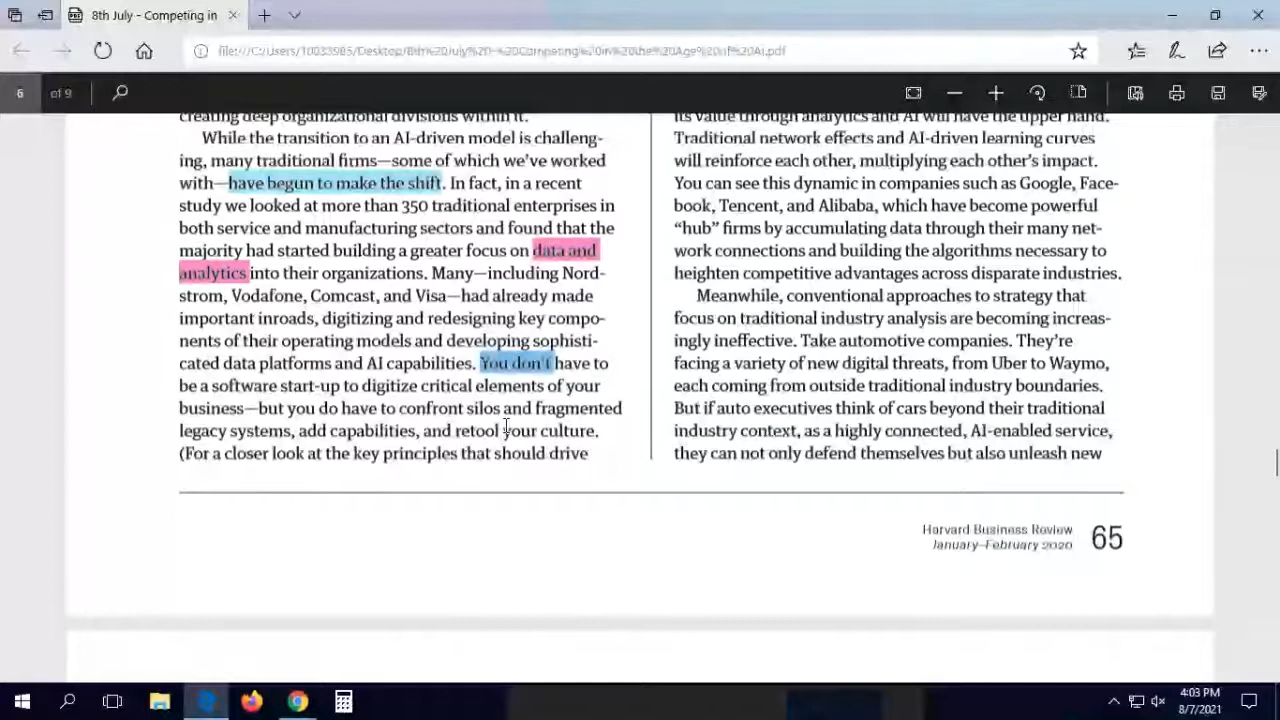 8th July - Competing in
file:///C:/Users/10033985/Desktop/8th%20July%20-%20Competing%20in%20the%20Age%20of%20AI.pdf
6 of 9
creating deep organizational divisions within it.
While the transition to an AI-driven model is challeng-
ing, many traditional firms—some of which we've worked
with—have begun to make the shift. In fact, in a recent
study we looked at more than 350 traditional enterprises in
both service and manufacturing sectors and found that the
majority had started building a greater focus on data and
analytics into their organizations. Many—including Nord-
strom, Vodafone, Comcast, and Visa—had already made
important inroads, digitizing and redesigning key compo-
nents of their operating models and developing sophisti-
cated data platforms and AI capabilities. You don't have to
be a software start-up to digitize critical elements of your
business—but you do have to confront silos and fragmented
legacy systems, add capabilities, and retool your culture.
(For a closer look at the key principles that should drive
its value through analytics and AI will have the upper hand.
Traditional network effects and AI-driven learning curves
will reinforce each other, multiplying each other's impact.
You can see this dynamic in companies such as Google, Face-
book, Tencent, and Alibaba, which have become powerful
"hub" firms by accumulating data through their many net-
work connections and building the algorithms necessary to
heighten competitive advantages across disparate industries.
Meanwhile, conventional approaches to strategy that
focus on traditional industry analysis are becoming increas-
ingly ineffective. Take automotive companies. They're
facing a variety of new digital threats, from Uber to Waymo,
each coming from outside traditional industry boundaries.
But if auto executives think of cars beyond their traditional
industry context, as a highly connected, AI-enabled service,
they can not only defend themselves but also unleash new
Harvard Business Review
January–February 2020
65
4:03 PM
8/7/2021